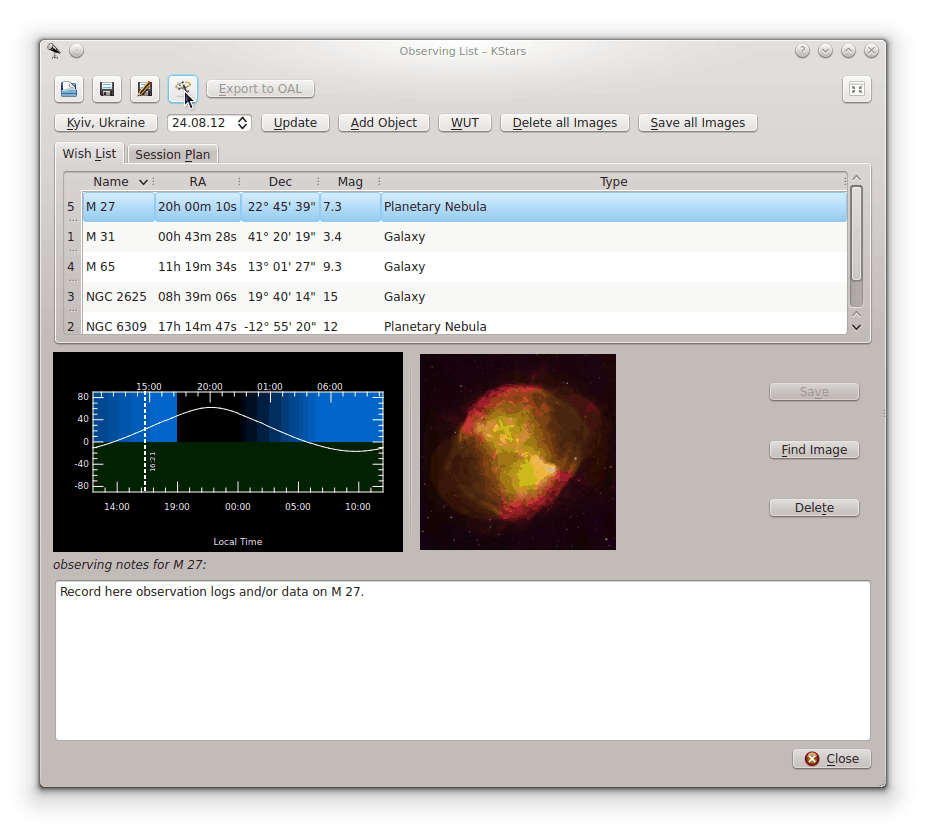 Observing List – KStars
Export to OAL
Kyiv, Ukraine 24.08.12 Update Add Object WUT Delete all Images Save all Images
Wish List Session Plan
Name RA Dec Mag Type
5 M 27 20h 00m 10s 22° 45' 39" 7.3 Planetary Nebula
1 M 31 00h 43m 28s 41° 20' 19" 3.4 Galaxy
4 M 65 11h 19m 34s 13° 01' 27" 9.3 Galaxy
3 NGC 2625 08h 39m 06s 19° 40' 14" 15 Galaxy
2 NGC 6309 17h 14m 47s -12° 55' 20" 12 Planetary Nebula
15:00 20:00 01:00 06:00
80
40
0
-40
-80
16:21
14:00 19:00 00:00 05:00 10:00
Local Time
Save
Find Image
Delete
observing notes for M 27:
Record here observation logs and/or data on M 27.
Close